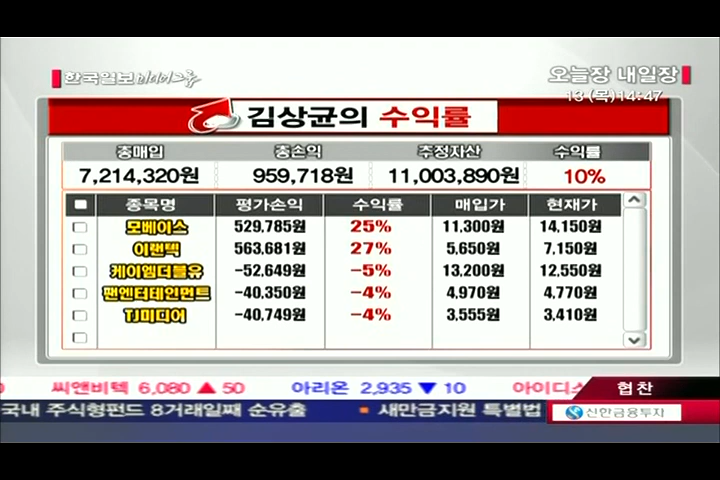 한국일보 미디어그룹
오늘장 내일장
13 (목) 14:47
김상균의 수익률
총매입 총손익 추정자산 수익률
7,214,320원 959,718원 11,003,890원 10%
종목명 평가손익 수익률 매입가 현재가
모베이스 529,785원 25% 11,300원 14,150원
이랜텍 563,681원 27% 5,650원 7,150원
케이엠더블유 -52,649원 -5% 13,200원 12,550원
팬엔터테인먼트 -40,350원 -4% 4,970원 4,770원
TJ미디어 -40,749원 -4% 3,555원 3,410원
씨앤비텍 6,080 ▲ 50 아리온 2,935 ▼ 10 아이디스
협찬
국내 주식형펀드 8거래일째 순유출 ■ 새만금지원 특별법
신한금융투자